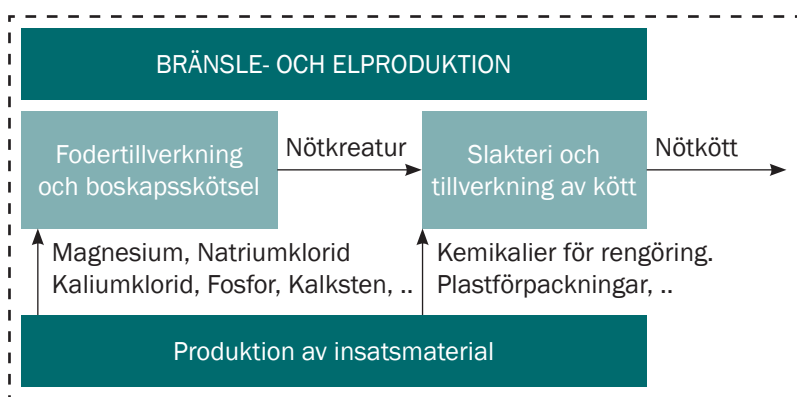 BRÄNSLE- OCH ELPRODUKTION
Fodertillverkning
och boskapsskötsel
Nötkreatur
Slakteri och
tillverkning av kött
Nötkött
Magnesium, Natriumklorid
Kaliumklorid, Fosfor, Kalksten, ..
Kemikalier för rengöring.
Plastförpackningar, ..
Produktion av insatsmaterial